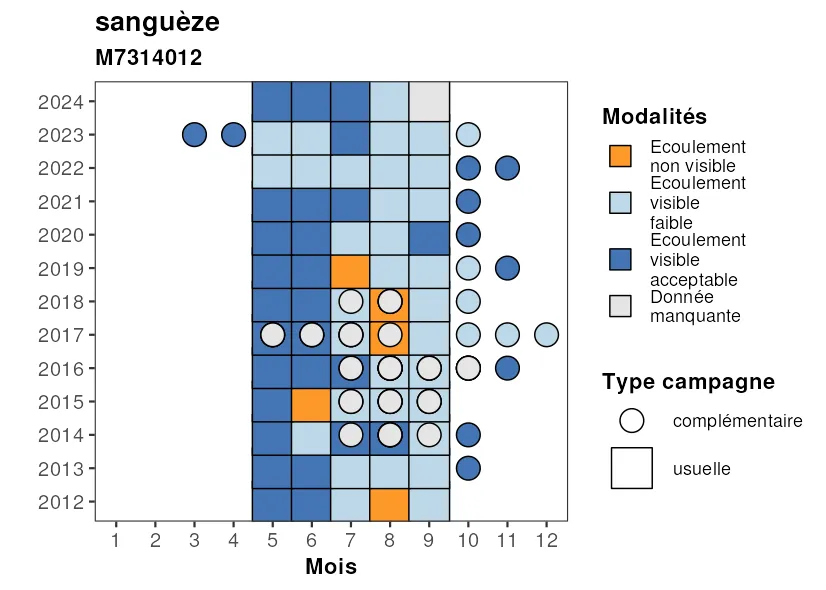 sanguèze
M7314012
2024
2023
2022
2021
2020
2019
2018
2017
2016
2015
2014
2013
2012
1 2 3 4 5 6 7 8 9 10 11 12
Mois
Modalités
Ecoulement
non visible
Ecoulement
visible
faible
Ecoulement
visible
acceptable
Donnée
manquante
Type campagne
complémentaire
usuelle